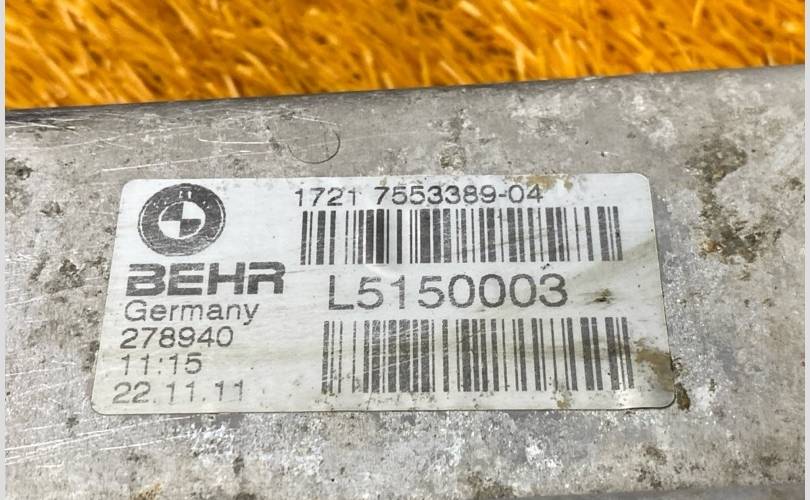 1721 7553389-04
BEHR
L5150003
Germany
278940
11:15
22.11.11